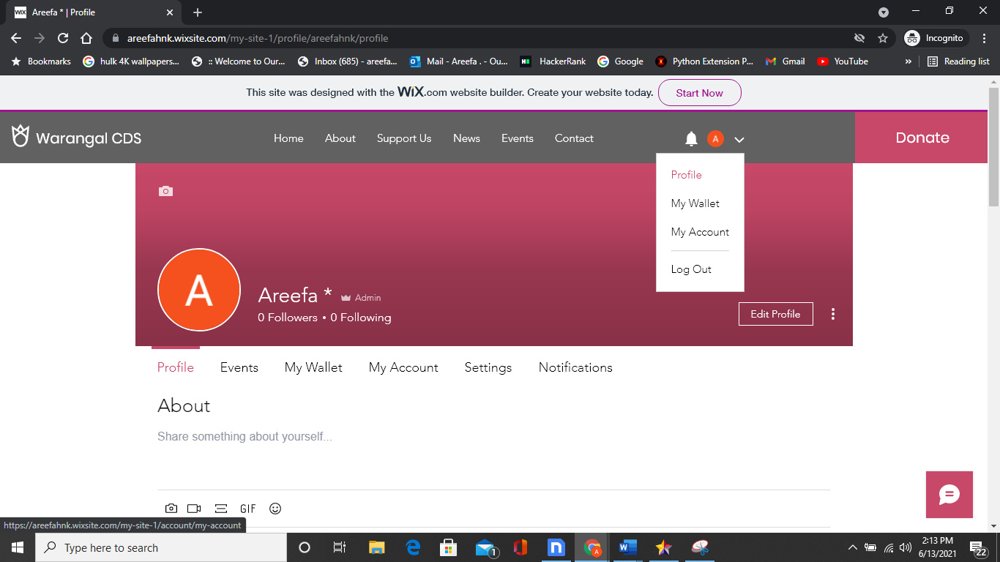 WiX Areefa * | Profile
areefahnk.wixsite.com/my-site-1/profile/areefahnk/profile Incognito
Bookmarks hulk 4K wallpapers... :: Welcome to Our... Inbox (685) - areefa... Mail - Areefa . - Ou... HackerRank Google Python Extension P... Gmail YouTube » Reading list
This site was designed with the WiX.com website builder. Create your website today. Start Now
Warangal CDS Home About Support Us News Events Contact A Donate
Profile
My Wallet
My Account
Log Out
A
Areefa * Admin
0 Followers • 0 Following
Edit Profile
Profile Events My Wallet My Account Settings Notifications
About
Share something about yourself...
GIF
https://areefahnk.wixsite.com/my-site-1/account/my-account
Type here to search 1 n A W 2:13 PM
6/13/2021 22